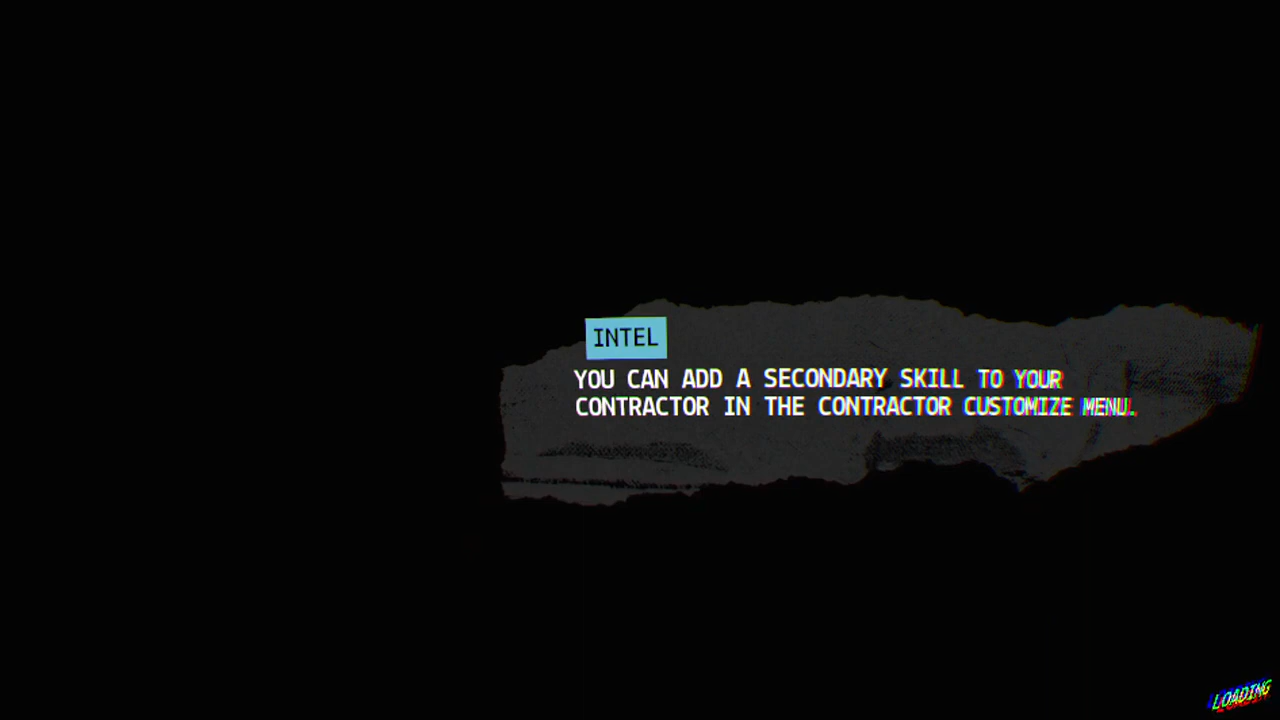 INTEL
YOU CAN ADD A SECONDARY SKILL TO YOUR
CONTRACTOR IN THE CONTRACTOR CUSTOMIZE MENU.
LOADING